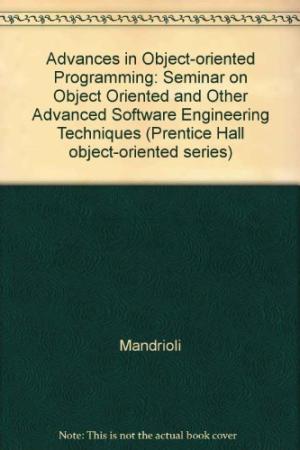 Advances in Object-oriented
Programming: Seminar on
Object Oriented and Other
Advanced Software Engineering
Techniques (Prentice Hall
object-oriented series)
Mandrioli
Note: This is not the actual book cover